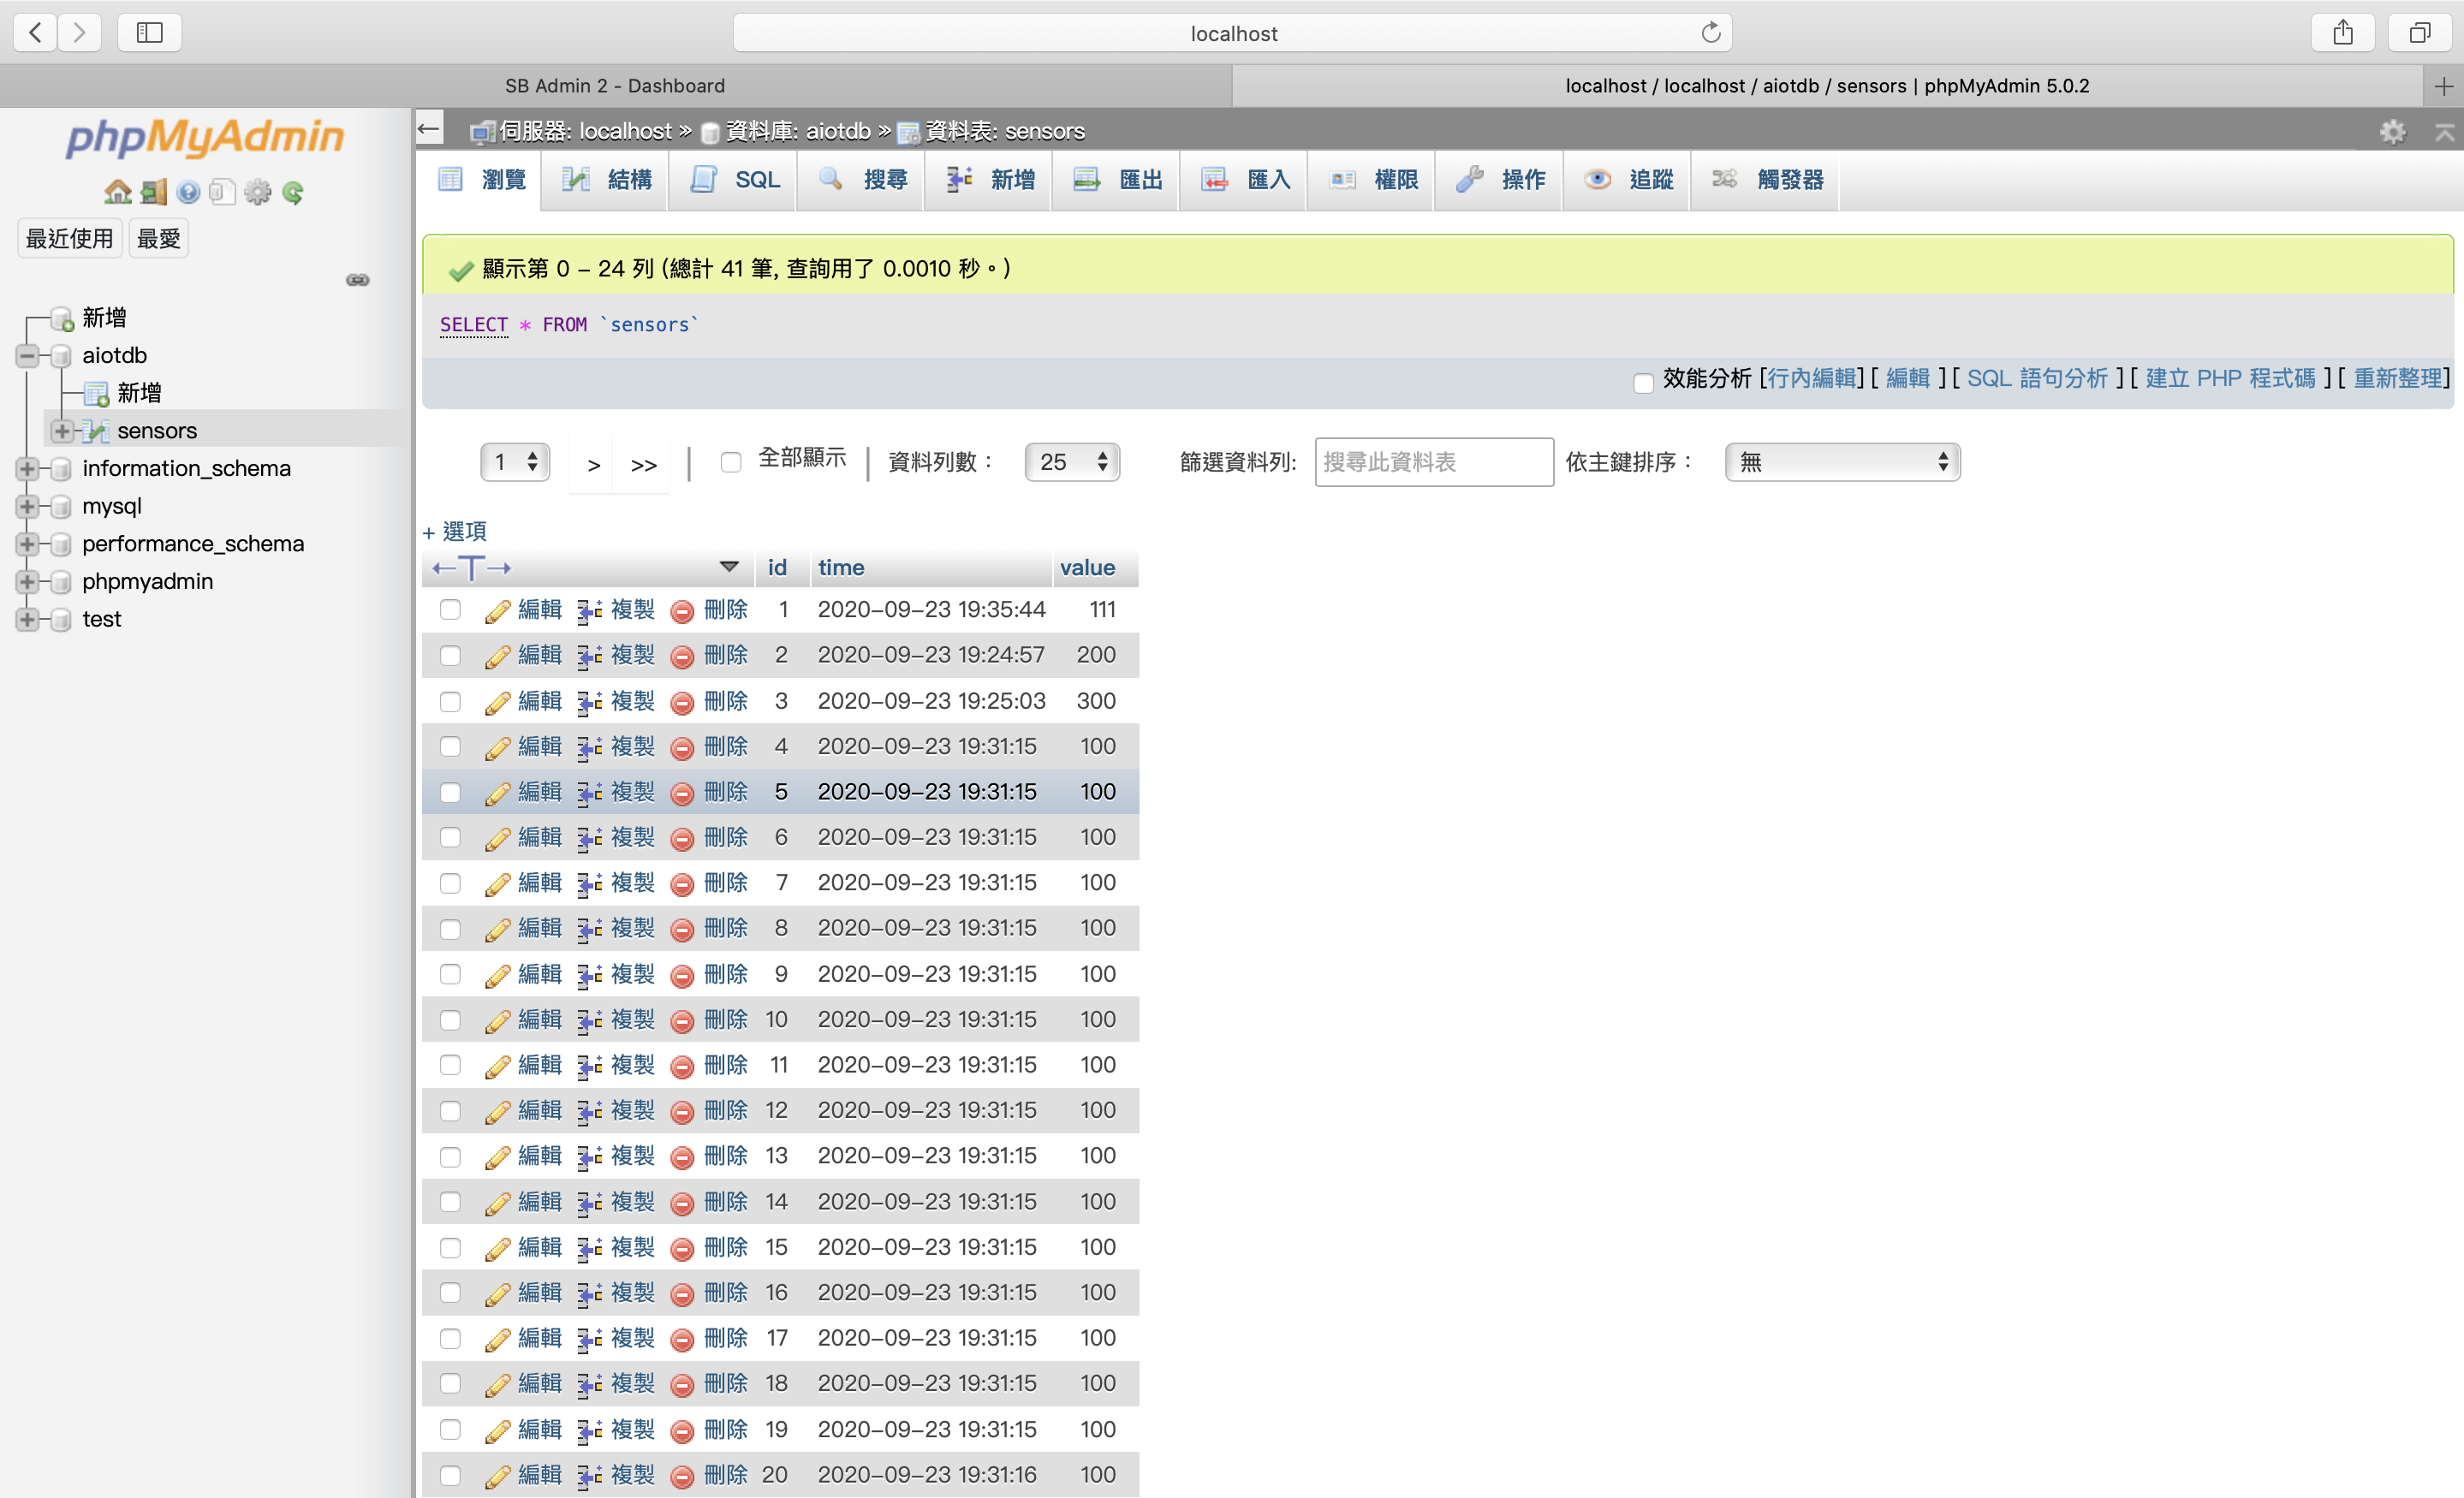 localhost
SB Admin 2 - Dashboard
localhost / localhost / aiotdb / sensors | phpMyAdmin 5.0.2
phpMyAdmin
最近使用 最愛
新增
aiotdb
新增
sensors
information_schema
mysql
performance_schema
phpmyadmin
test
伺服器: localhost » 資料庫: aiotdb » 資料表: sensors
瀏覽 結構 SQL 搜尋 新增 匯出 匯入 權限 操作 追蹤 觸發器
顯示第 0 - 24 列 (總計 41 筆, 查詢用了 0.0010 秒。)
SELECT * FROM `sensors`
效能分析 [行內編輯] [ 編輯 ] [ SQL 語句分析 ] [ 建立 PHP 程式碼 ] [ 重新整理]
1 > >> | 全部顯示 | 資料列數： 25 篩選資料列: 搜尋此資料表 依主鍵排序： 無
+ 選項
←T→ id time value
編輯 複製 刪除 1 2020-09-23 19:35:44 111
編輯 複製 刪除 2 2020-09-23 19:24:57 200
編輯 複製 刪除 3 2020-09-23 19:25:03 300
編輯 複製 刪除 4 2020-09-23 19:31:15 100
編輯 複製 刪除 5 2020-09-23 19:31:15 100
編輯 複製 刪除 6 2020-09-23 19:31:15 100
編輯 複製 刪除 7 2020-09-23 19:31:15 100
編輯 複製 刪除 8 2020-09-23 19:31:15 100
編輯 複製 刪除 9 2020-09-23 19:31:15 100
編輯 複製 刪除 10 2020-09-23 19:31:15 100
編輯 複製 刪除 11 2020-09-23 19:31:15 100
編輯 複製 刪除 12 2020-09-23 19:31:15 100
編輯 複製 刪除 13 2020-09-23 19:31:15 100
編輯 複製 刪除 14 2020-09-23 19:31:15 100
編輯 複製 刪除 15 2020-09-23 19:31:15 100
編輯 複製 刪除 16 2020-09-23 19:31:15 100
編輯 複製 刪除 17 2020-09-23 19:31:15 100
編輯 複製 刪除 18 2020-09-23 19:31:15 100
編輯 複製 刪除 19 2020-09-23 19:31:15 100
編輯 複製 刪除 20 2020-09-23 19:31:16 100